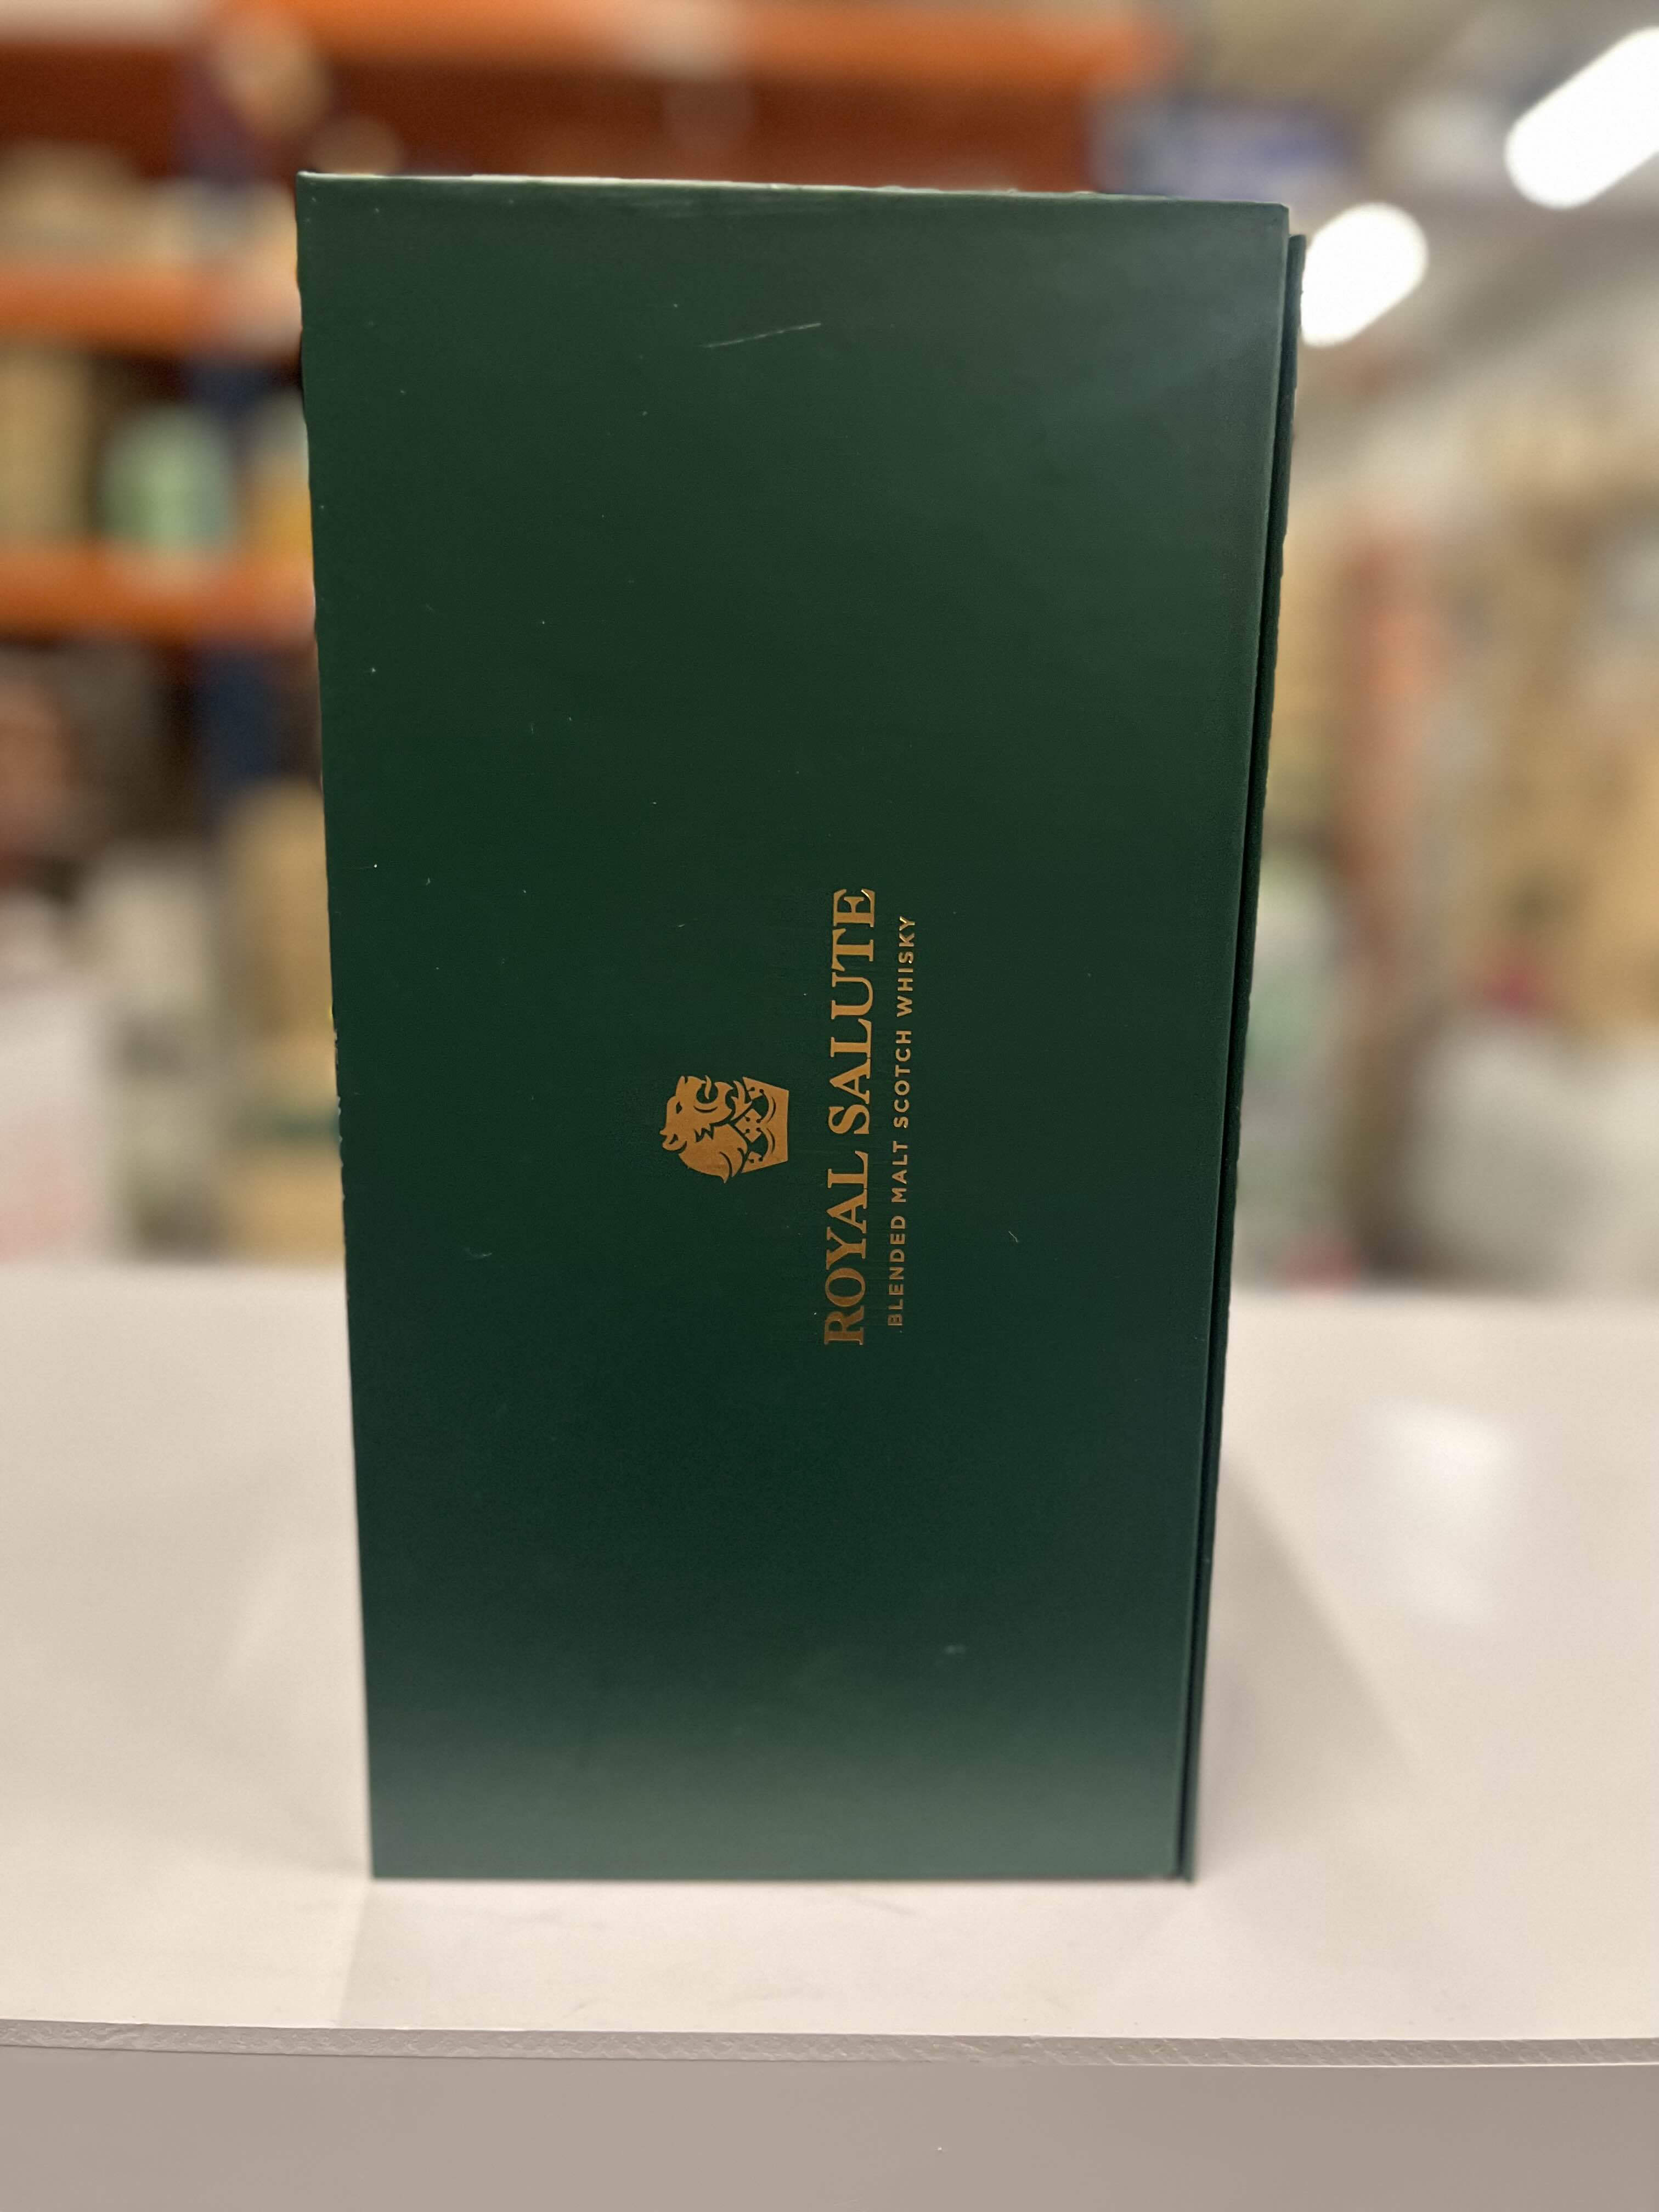 ROYAL SALUTE
BLENDED MALT SCOTCH WHISKY